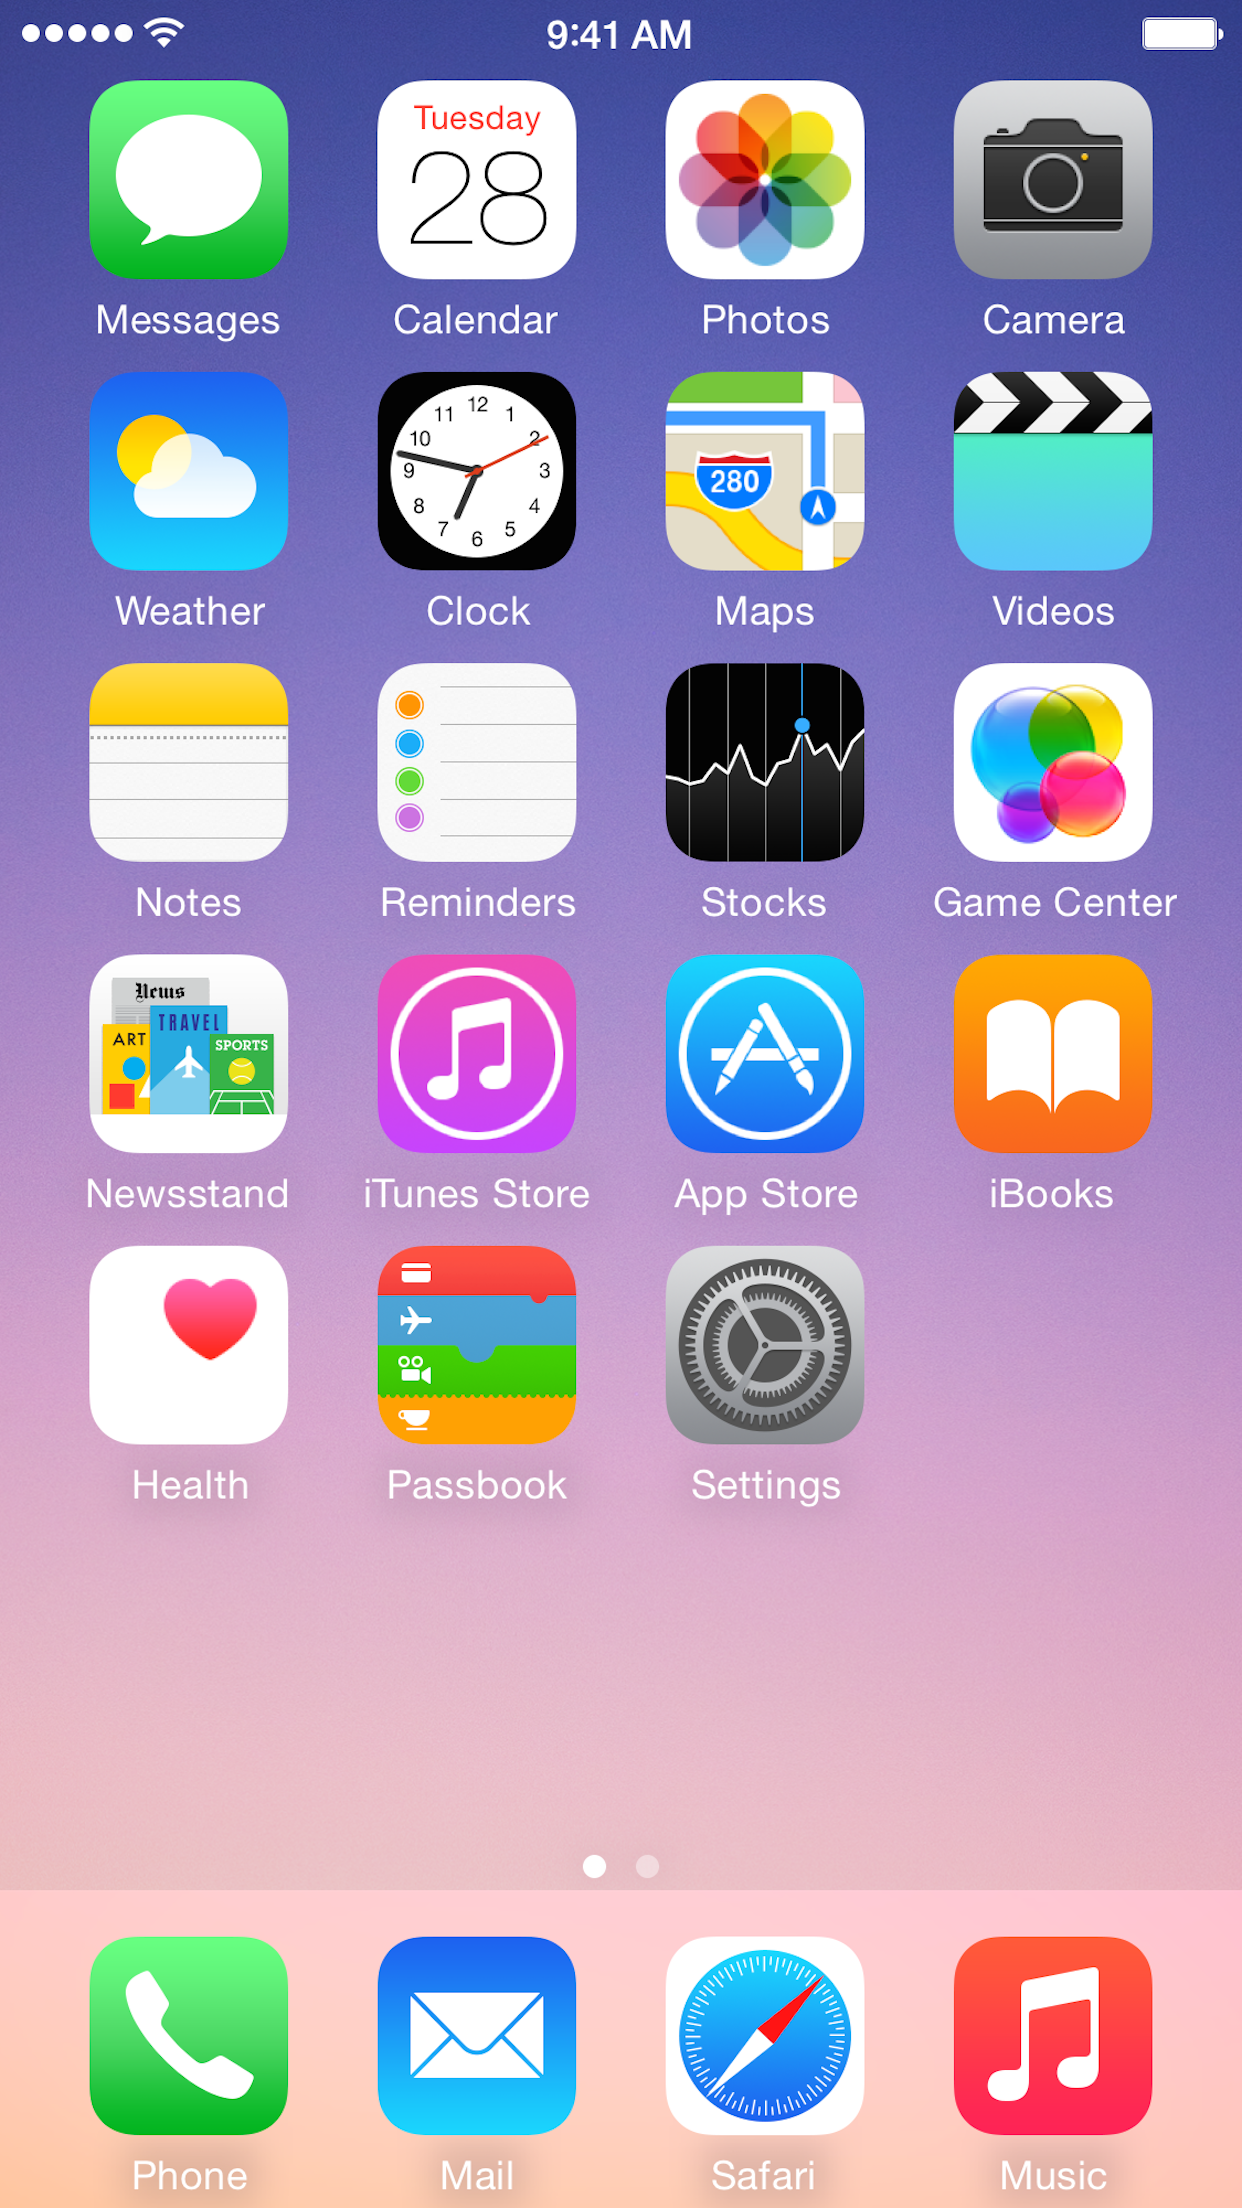 9:41 AM
Tuesday
28
Messages Calendar Photos Camera
12
11 1
10 2
9 3
8 4
7 5
6
280
Weather Clock Maps Videos
Notes Reminders Stocks Game Center
News
TRAVEL
ART
SPORTS
Newsstand iTunes Store App Store iBooks
Health Passbook Settings
Phone Mail Safari Music